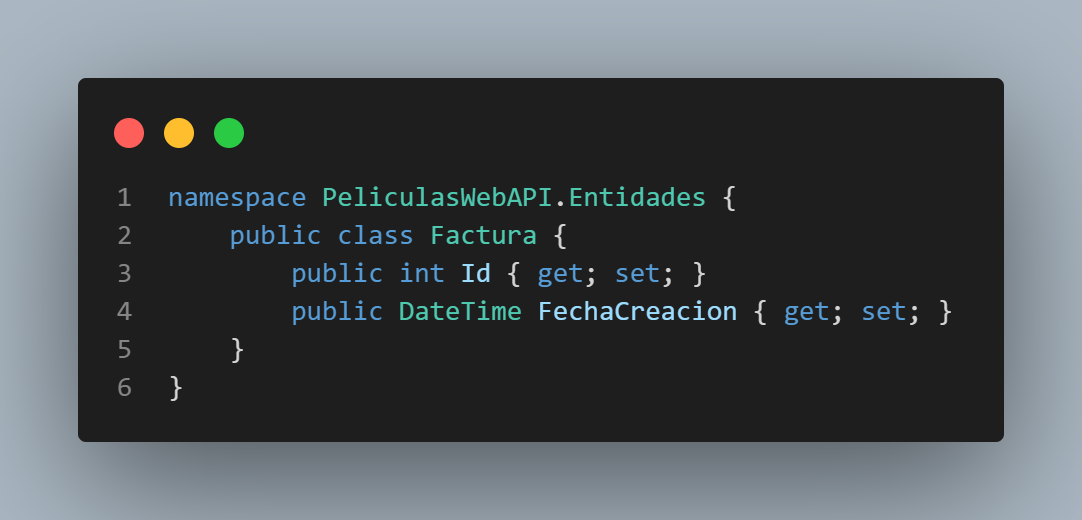 1 namespace PeliculasWebAPI.Entidades {
2     public class Factura {
3         public int Id { get; set; }
4         public DateTime FechaCreacion { get; set; }
5     }
6 }